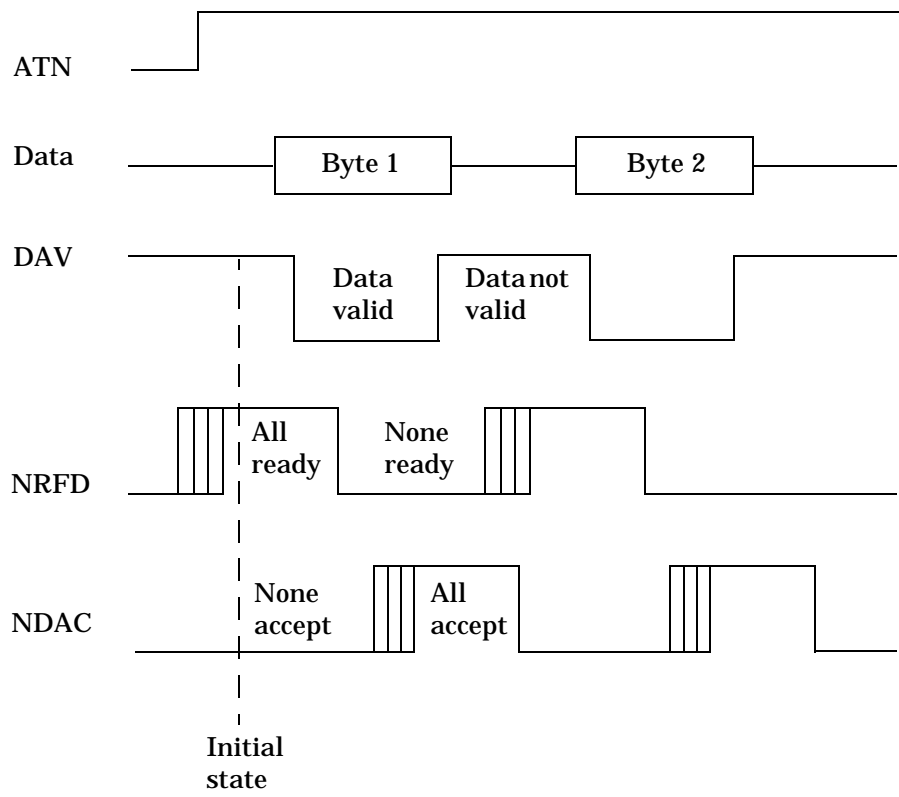 ATN
Data
Byte 1
Byte 2
DAV
Data
valid
Data not
valid
NRFD
All
ready
None
ready
NDAC
None
accept
All
accept
Initial
state